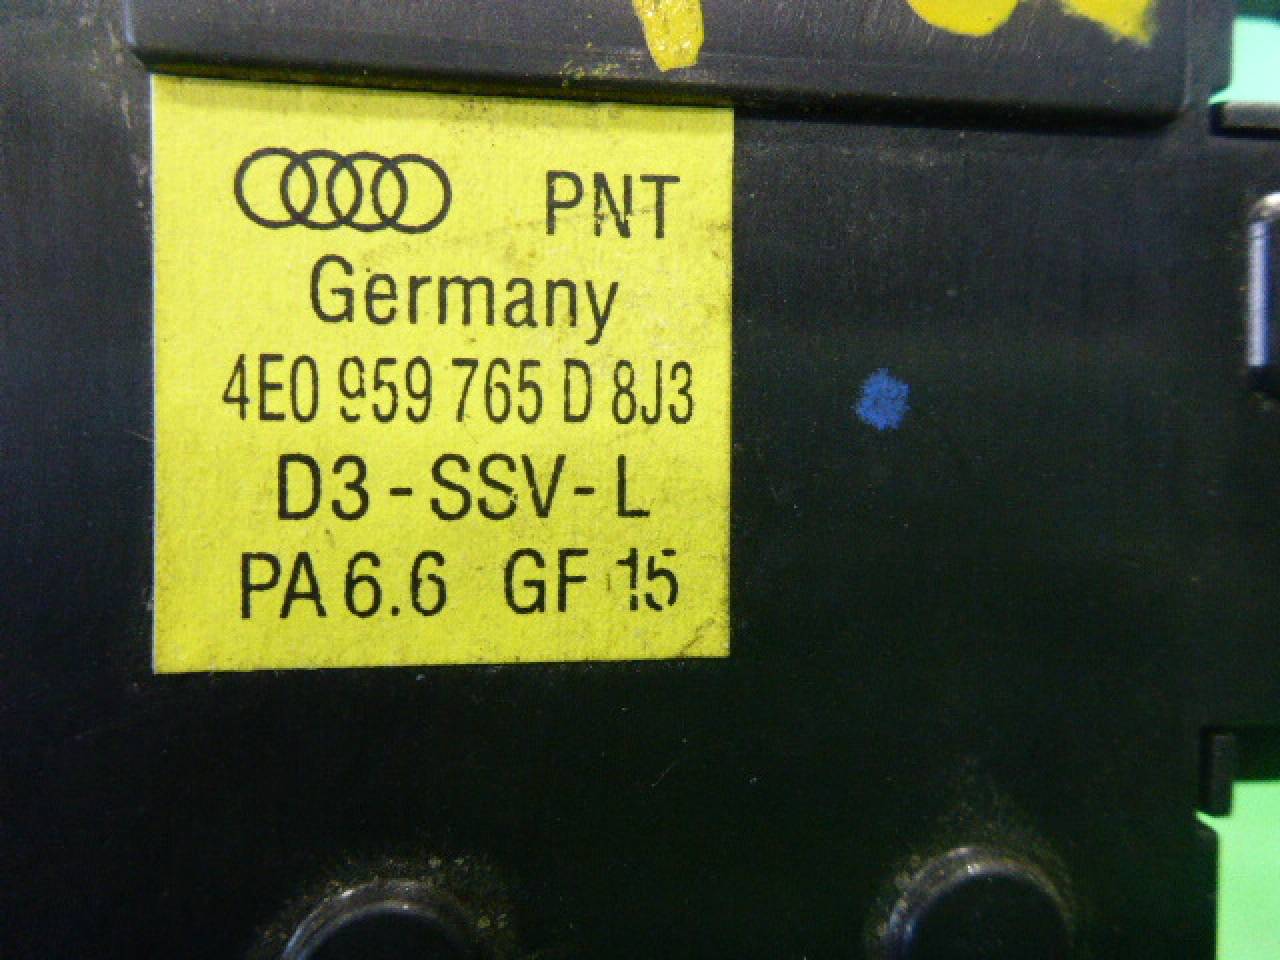 PNT
Germany
4E0 959 765 D 8J3
D3-SSV-L
PA 6.6 GF 15